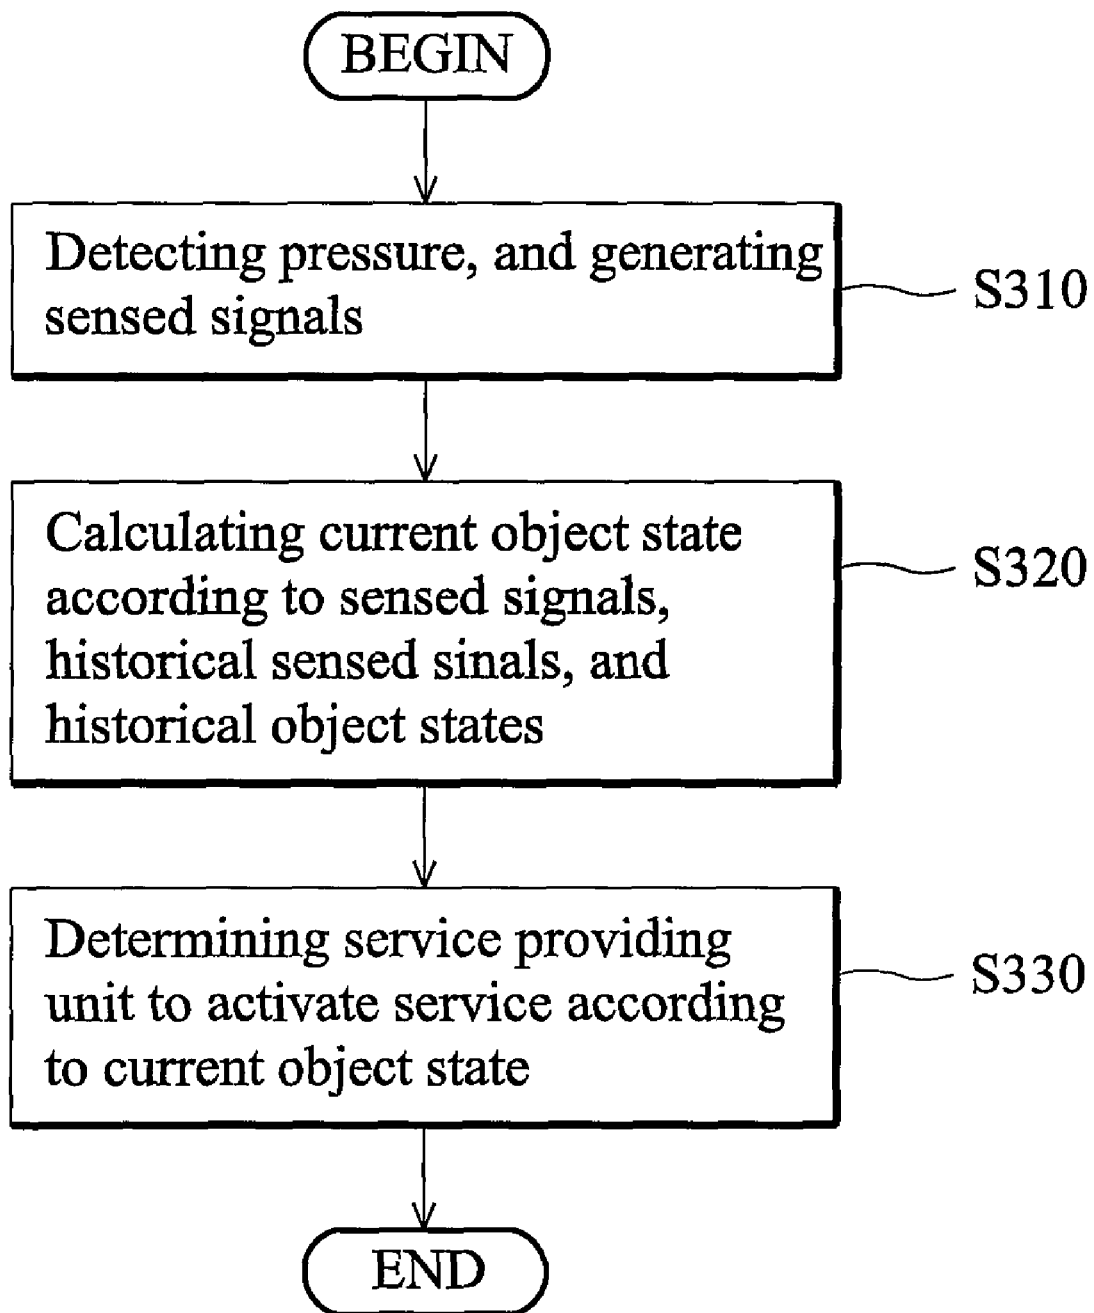 BEGIN
Detecting pressure, and generating
sensed signals
S310
Calculating current object state
according to sensed signals,
historical sensed sinals, and
historical object states
S320
Determining service providing
unit to activate service according
to current object state
S330
END